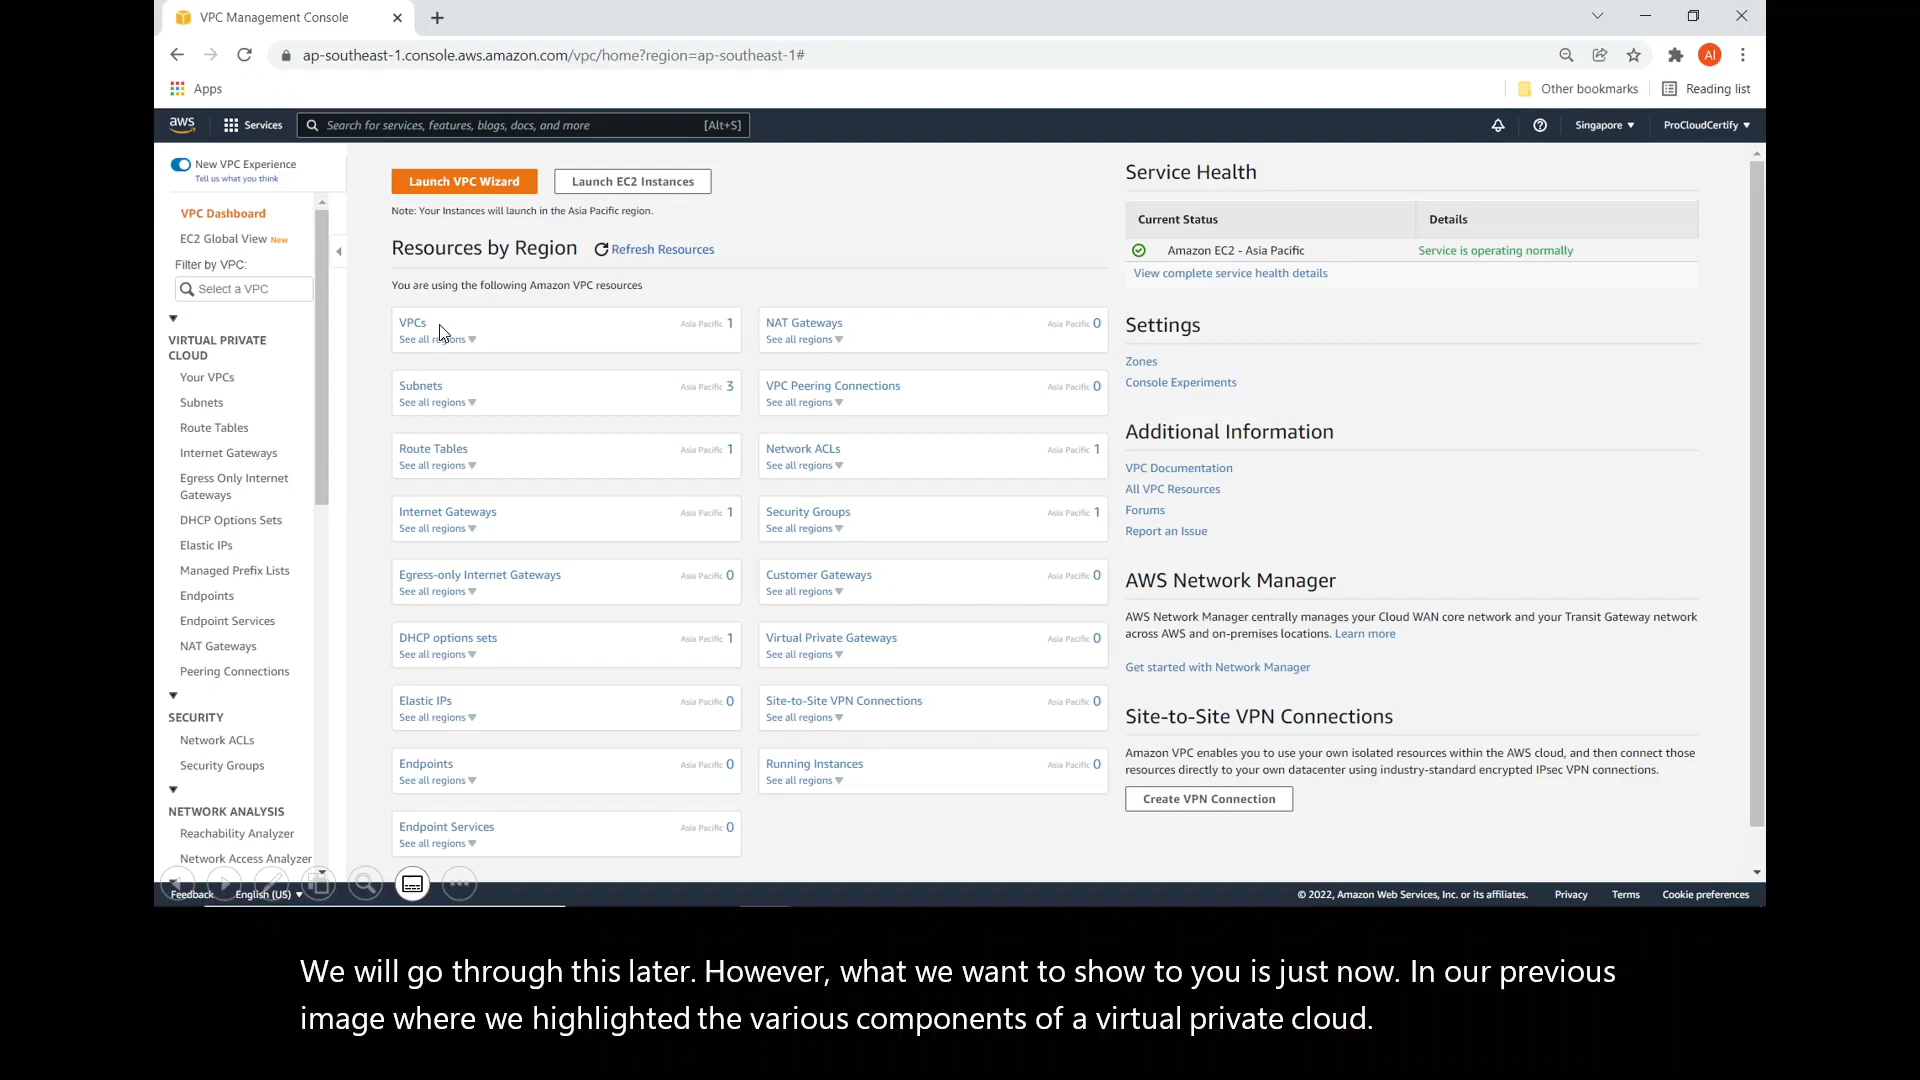 VPC Management Console
ap-southeast-1.console.aws.amazon.com/vpc/home?region=ap-southeast-1#
AI
Apps
Other bookmarks
Reading list
aws
Services
Search for services, features, blogs, docs, and more
[Alt+S]
Singapore
ProCloudCertify
New VPC Experience
Tell us what you think
VPC Dashboard
EC2 Global View New
Filter by VPC:
Select a VPC
VIRTUAL PRIVATE
CLOUD
Your VPCs
Subnets
Route Tables
Internet Gateways
Egress Only Internet
Gateways
DHCP Options Sets
Elastic IPs
Managed Prefix Lists
Endpoints
Endpoint Services
NAT Gateways
Peering Connections
SECURITY
Network ACLs
Security Groups
NETWORK ANALYSIS
Reachability Analyzer
Network Access Analyzer
Launch VPC Wizard
Launch EC2 Instances
Note: Your Instances will launch in the Asia Pacific region.
Resources by Region
Refresh Resources
You are using the following Amazon VPC resources
VPCs Asia Pacific 1
See all regions
NAT Gateways Asia Pacific 0
See all regions
Subnets Asia Pacific 3
See all regions
VPC Peering Connections Asia Pacific 0
See all regions
Route Tables Asia Pacific 1
See all regions
Network ACLs Asia Pacific 1
See all regions
Internet Gateways Asia Pacific 1
See all regions
Security Groups Asia Pacific 1
See all regions
Egress-only Internet Gateways Asia Pacific 0
See all regions
Customer Gateways Asia Pacific 0
See all regions
DHCP options sets Asia Pacific 1
See all regions
Virtual Private Gateways Asia Pacific 0
See all regions
Elastic IPs Asia Pacific 0
See all regions
Site-to-Site VPN Connections Asia Pacific 0
See all regions
Endpoints Asia Pacific 0
See all regions
Running Instances Asia Pacific 0
See all regions
Endpoint Services Asia Pacific 0
See all regions
Service Health
Current Status Details
Amazon EC2 - Asia Pacific Service is operating normally
View complete service health details
Settings
Zones
Console Experiments
Additional Information
VPC Documentation
All VPC Resources
Forums
Report an Issue
AWS Network Manager
AWS Network Manager centrally manages your Cloud WAN core network and your Transit Gateway network
across AWS and on-premises locations. Learn more
Get started with Network Manager
Site-to-Site VPN Connections
Amazon VPC enables you to use your own isolated resources within the AWS cloud, and then connect those
resources directly to your own datacenter using industry-standard encrypted IPsec VPN connections.
Create VPN Connection
Feedback
English (US)
© 2022, Amazon Web Services, Inc. or its affiliates.
Privacy
Terms
Cookie preferences
We will go through this later. However, what we want to show to you is just now. In our previous
image where we highlighted the various components of a virtual private cloud.